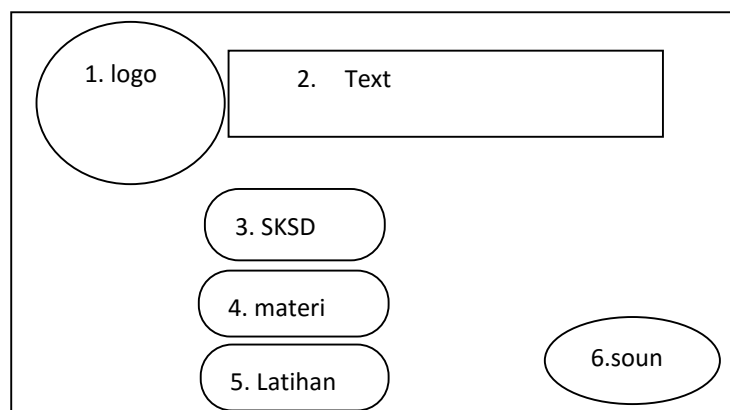 1. logo
2. Text
3. SKSD
4. materi
5. Latihan
6.soun